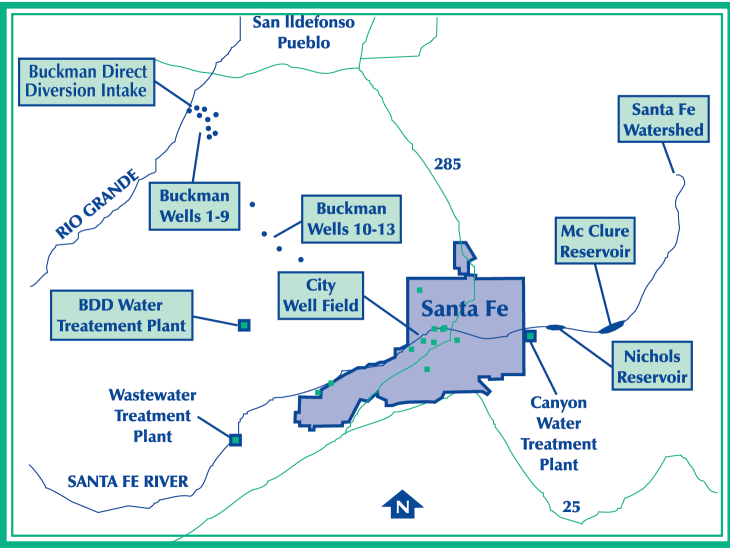 San Ildefonso
Pueblo
Buckman Direct
Diversion Intake
Santa Fe
Watershed
285
RIO GRANDE
Buckman
Wells 1-9
Buckman
Wells 10-13
Mc Clure
Reservoir
City
Well Field
Santa Fe
BDD Water
Treatement Plant
Nichols
Reservoir
Wastewater
Treatment
Plant
Canyon
Water
Treatment
Plant
SANTA FE RIVER
N
25